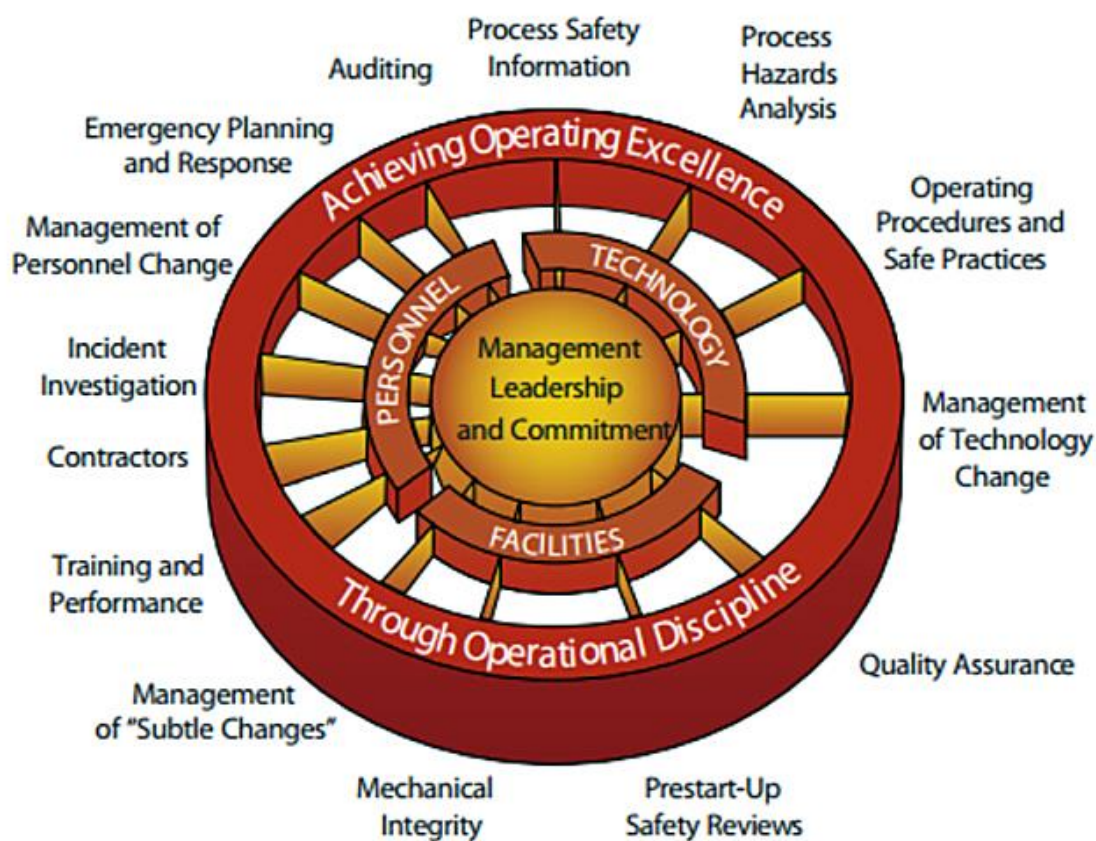 Process Safety
Information
Process
Hazards
Analysis
Auditing
Emergency Planning
and Response
Achieving Operating Excellence
Operating
Procedures and
Safe Practices
Management of
Personnel Change
TECHNOLOGY
PERSONNEL
Management
Leadership
and Commitment
Incident
Investigation
Management
of Technology
Change
Contractors
FACILITIES
Training and
Performance
Through Operational Discipline
Quality Assurance
Management
of “Subtle Changes”
Mechanical
Integrity
Prestart-Up
Safety Reviews